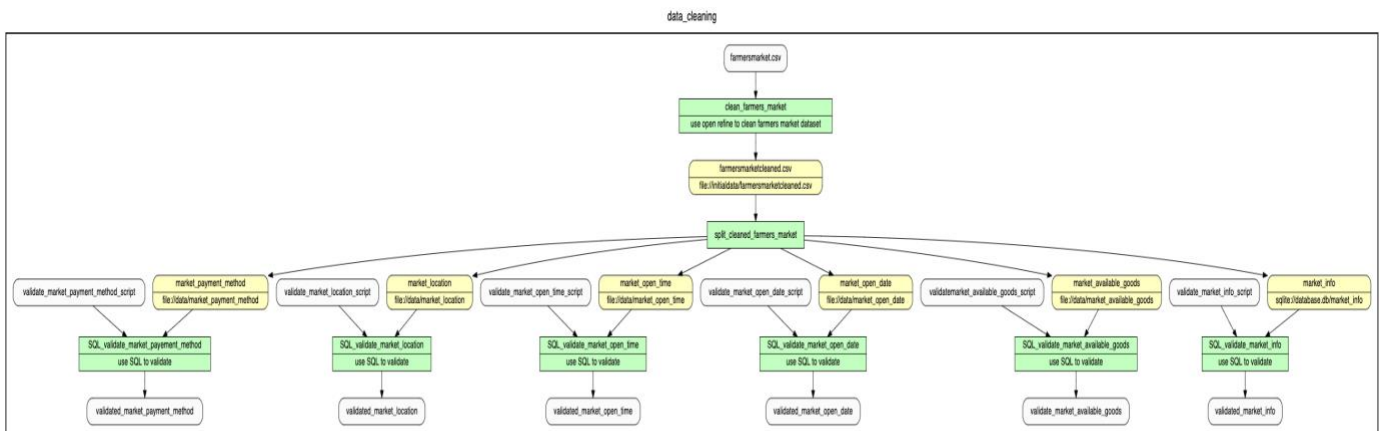 data_cleaning
farmersmarket.csv
clean_farmers_market
use open refine to clean farmers market dataset
farmersmarketcleaned.csv
file://initialdata/farmersmarketcleaned.csv
split_cleaned_farmers_market
validate_market_payment_method_script
market_payment_method
file://data/market_payment_method
validate_market_location_script
market_location
file://data/market_location
validate_market_open_time_script
market_open_time
file://data/market_open_time
validate_market_open_date_script
market_open_date
file://data/market_open_date
validatemarket_available_goods_script
market_available_goods
file://data/market_available_goods
validate_market_info_script
market_info
sqlite://database.db/market_info
SQL_validate_market_payement_method
use SQL to validate
SQL_validate_market_location
use SQL to validate
SQL_validate_market_open_time
use SQL to validate
SQL_validate_market_open_date
use SQL to validate
SQL_validate_market_available_goods
use SQL to validate
SQL_validate_market_info
use SQL to validate
validated_market_payment_method
validated_market_location
validated_market_open_time
validated_market_open_date
validate_market_available_goods
validated_market_info